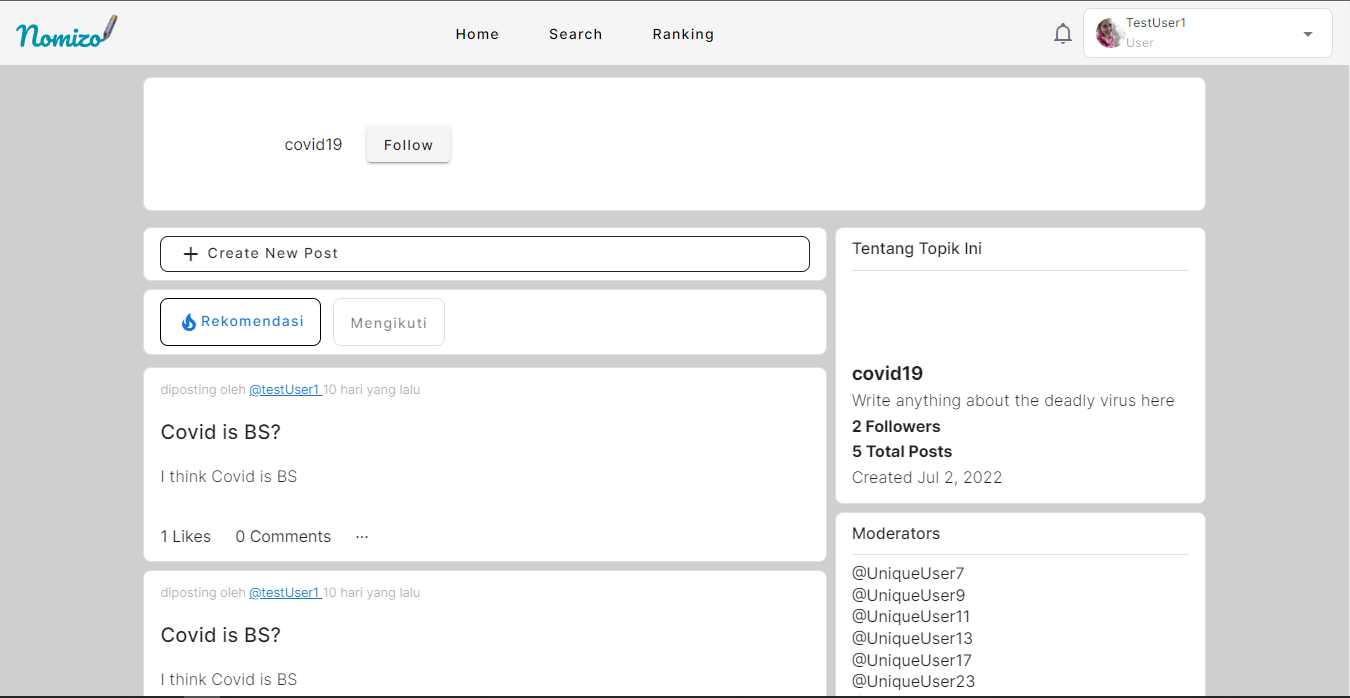 Nomizo
Home
Search
Ranking
TestUser1
User
covid19
Follow
Create New Post
Rekomendasi
Mengikuti
diposting oleh @testUser1 10 hari yang lalu
Covid is BS?
I think Covid is BS
1 Likes
0 Comments
...
diposting oleh @testUser1 10 hari yang lalu
Covid is BS?
I think Covid is BS
Tentang Topik Ini
covid19
Write anything about the deadly virus here
2 Followers
5 Total Posts
Created Jul 2, 2022
Moderators
@UniqueUser7
@UniqueUser9
@UniqueUser11
@UniqueUser13
@UniqueUser17
@UniqueUser23